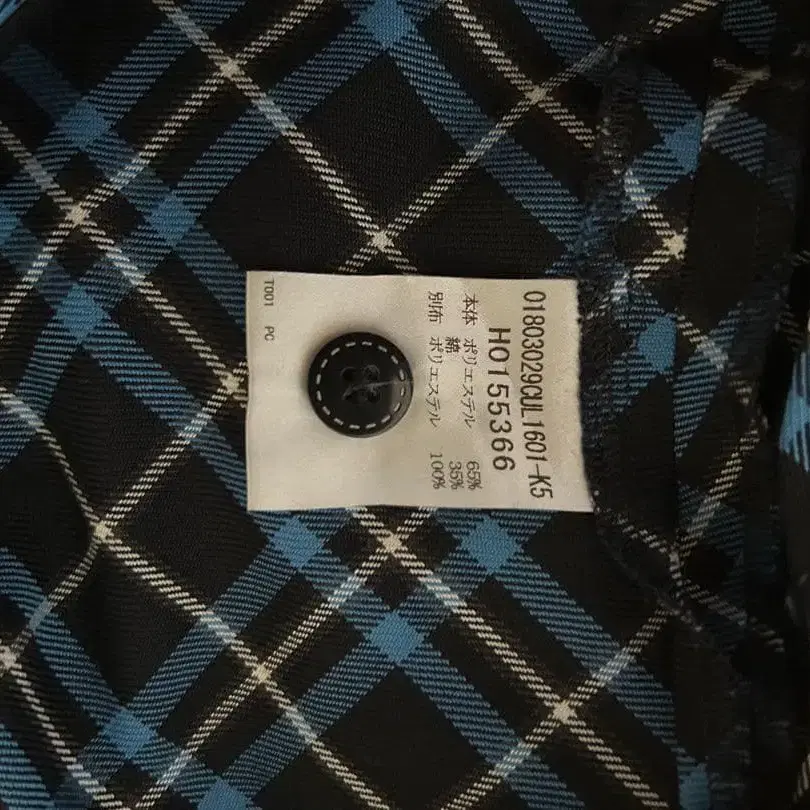 01803029CUL1601-K5
H0155366
本体 ポリエステル 65%
綿 35%
別布 ポリエステル 100%
T001 PC